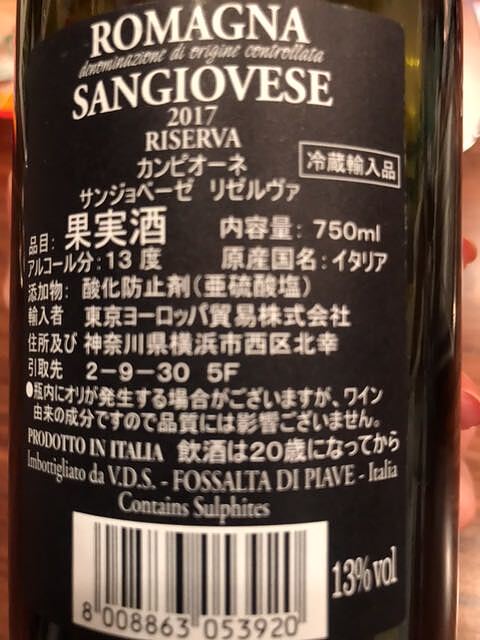 ROMAGNA
denominazione di origine controllata
SANGIOVESE
2017
RISERVA
カンピオーネ
冷蔵輸入品
サンジョベーゼ リゼルヴァ
品目: 果実酒 内容量: 750ml
アルコール分:13度 原産国名:イタリア
添加物: 酸化防止剤(亜硫酸塩)
輸入者 東京ヨーロッパ貿易株式会社
住所及び 神奈川県横浜市西区北幸
引取先 2-9-30 5F
●瓶内にオリが発生する場合がございますが、ワイン
由来の成分ですので品質には影響ございません。
PRODOTTO IN ITALIA 飲酒は20歳になってから
Imbottigliato da V.D.S. - FOSSALTA DI PIAVE - Italia
Contains Sulphites
13% vol
8 008863 053920